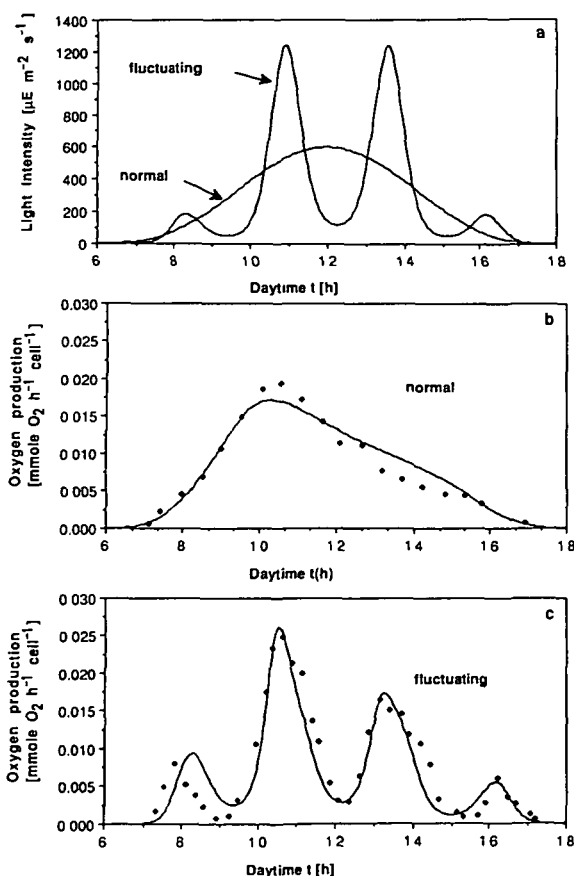 a
Light Intensity [µE m⁻² s⁻¹]
1400
1200
1000
800
600
400
200
0
fluctuating
normal
6 8 10 12 14 16 18
Daytime t [h]
b
Oxygen production
[mmole O₂ h⁻¹ cell⁻¹]
0.030
0.025
0 020
0 015
0.010
0 005
0.000
normal
6 8 10 12 14 16 18
Daytime t(h)
c
Oxygen production
[mmole O₂ h⁻¹ cell⁻¹]
0 030
0.025
0 020
0.015
0 010
0.005
0 000
fluctuating
6 8 10 12 14 16 18
Daytime t [h]